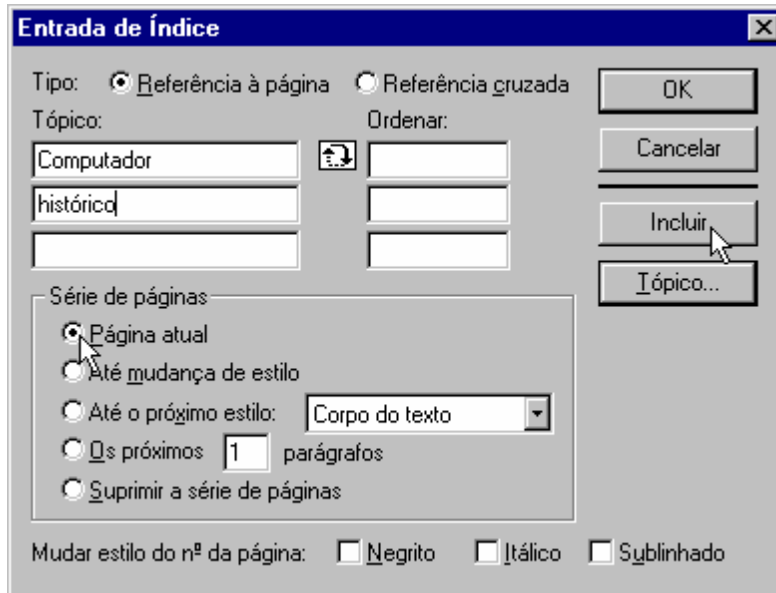 Entrada de Índice
Tipo: Referência à página Referência cruzada
OK
Tópico: Ordenar:
Computador
Cancelar
histórico
Incluir
Tópico...
Série de páginas
Página atual
Até mudança de estilo
Até o próximo estilo: Corpo do texto
Os próximos 1 parágrafos
Suprimir a série de páginas
Mudar estilo do nº da página: Negrito Itálico Sublinhado